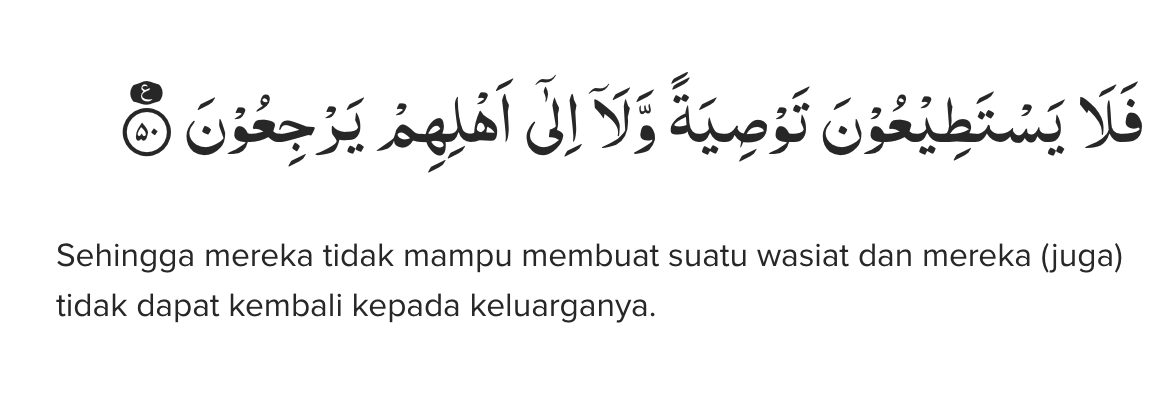 فَلَا يَسْتَطِيْعُوْنَ تَوْصِيَةً وَّلَآ اِلٰٓى اَهْلِهِمْ يَرْجِعُوْنَ ࣖ ٥٠
Sehingga mereka tidak mampu membuat suatu wasiat dan mereka (juga)
tidak dapat kembali kepada keluarganya.